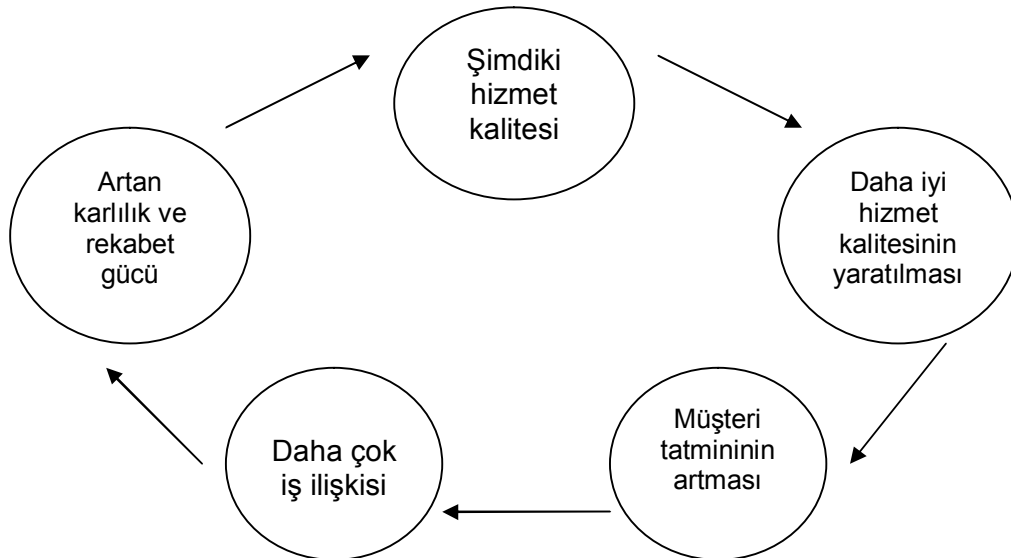 Şimdiki
hizmet
kalitesi
Daha iyi
hizmet
kalitesinin
yaratılması
Müşteri
tatmininin
artması
Daha çok
iş ilişkisi
Artan
karlılık ve
rekabet
gücü